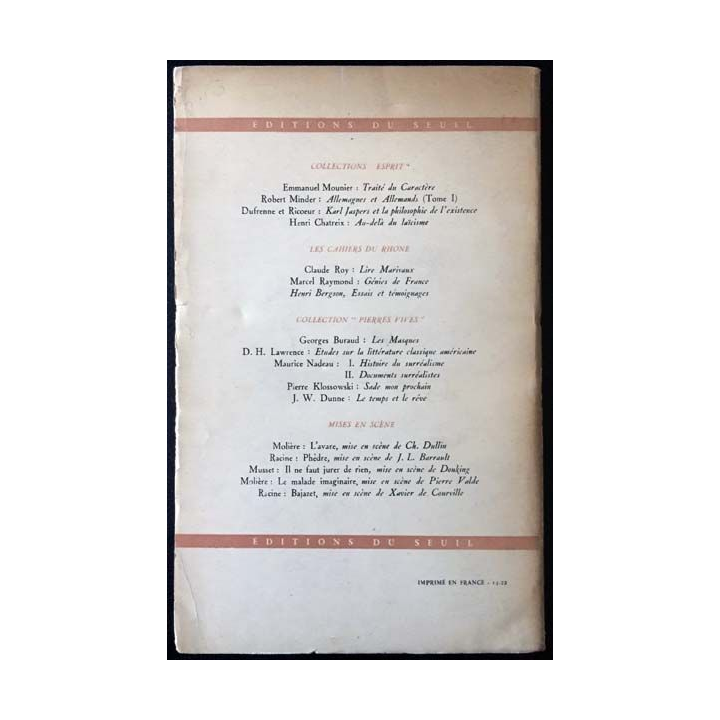 EDITIONS DU SEUIL
COLLECTIONS "ESPRIT"
Emmanuel Mounier : Traité du Caractère
Robert Minder : Allemagnes et Allemands (Tome I)
Dufrenne et Ricoeur : Karl Jaspers et la philosophie de l'existence
Henri Chatreix : Au-delà du laïcisme
LES CAHIERS DU RHONE
Claude Roy : Lire Marivaux
Marcel Raymond : Génies de France
Henri Bergson, Essais et témoignages
COLLECTION "PIERRES VIVES"
Georges Buraud : Les Masques
D. H. Lawrence : Etudes sur la littérature classique américaine
Maurice Nadeau : I. Histoire du surréalisme
II. Documents surréalistes
Pierre Klossowski : Sade mon prochain
J. W. Dunne : Le temps et le rêve
MISES EN SCÈNE
Molière : L'avare, mise en scène de Ch. Dullin
Racine : Phèdre, mise en scène de J. L. Barrault
Musset : Il ne faut jurer de rien, mise en scène de Douking
Molière : Le malade imaginaire, mise en scène de Pierre Valde
Racine : Bajazet, mise en scène de Xavier de Courville
EDITIONS DU SEUIL
IMPRIMÉ EN FRANCE -